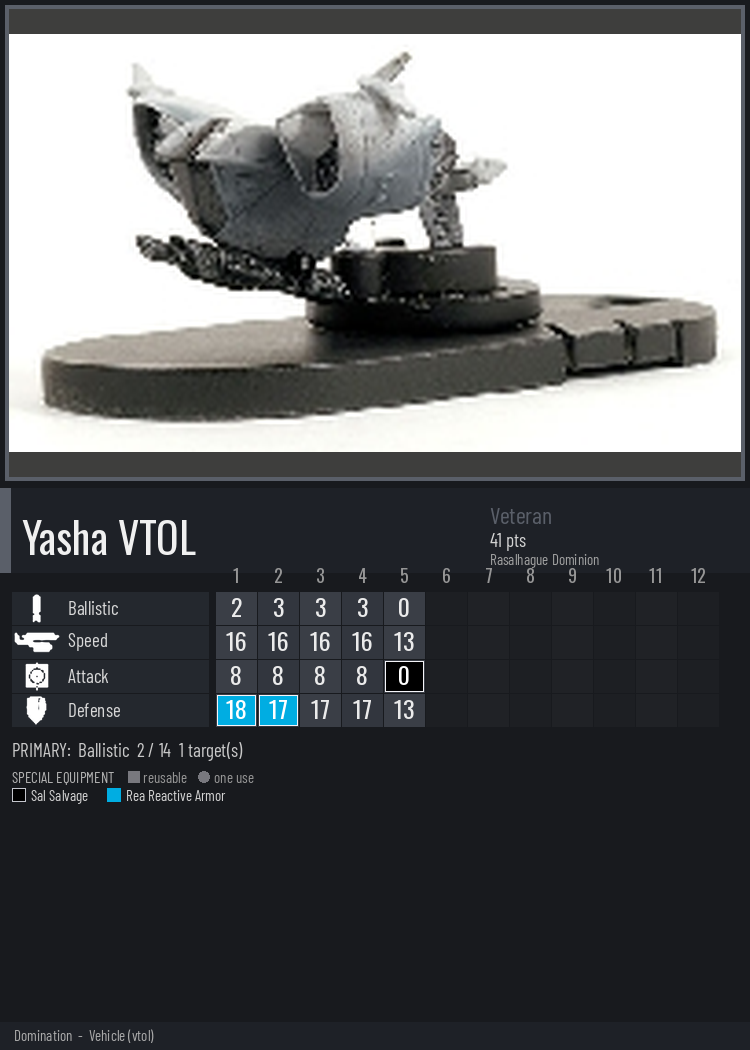 Yasha VTOL
Veteran
41 pts
Rasalhague Dominion
1 2 3 4 5 6 7 8 9 10 11 12
Ballistic 2 3 3 3 0
Speed 16 16 16 16 13
Attack 8 8 8 8 0
Defense 18 17 17 17 13
PRIMARY: Ballistic 2 / 14 1 target(s)
SPECIAL EQUIPMENT reusable one use
Sal Salvage Rea Reactive Armor
Domination - Vehicle (vtol)